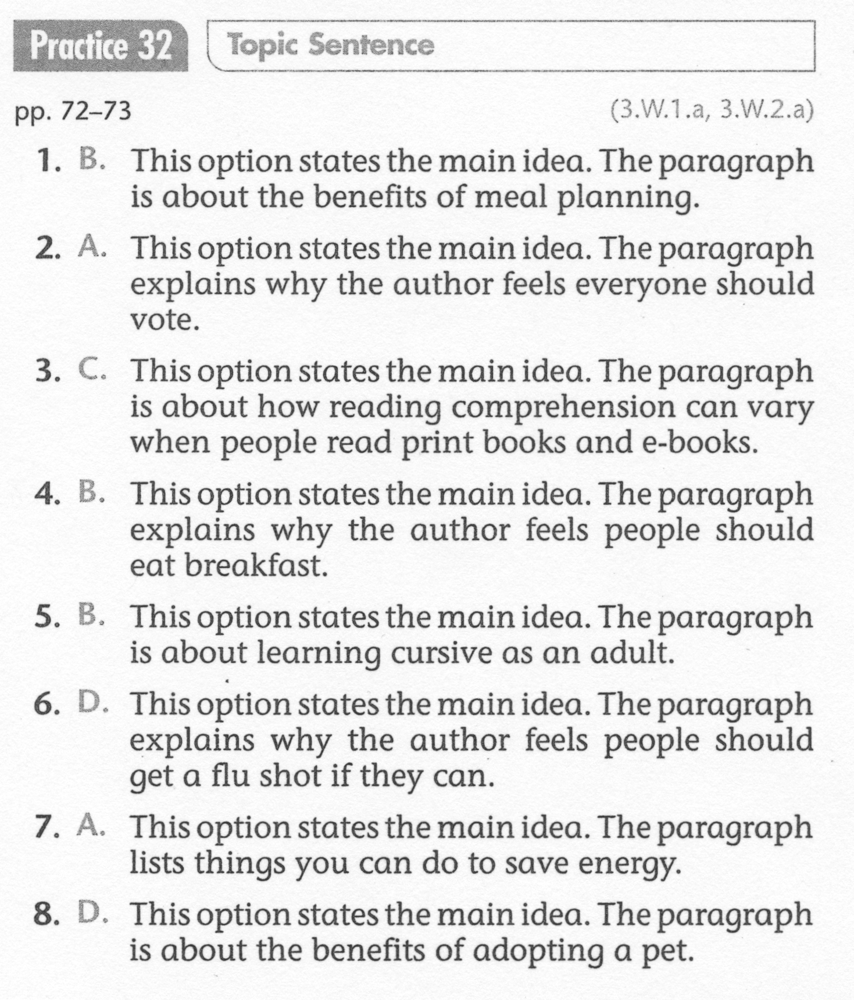 Practice 32 Topic Sentence
pp. 72–73 (3.W.1.a, 3.W.2.a)
1. B. This option states the main idea. The paragraph
is about the benefits of meal planning.
2. A. This option states the main idea. The paragraph
explains why the author feels everyone should
vote.
3. C. This option states the main idea. The paragraph
is about how reading comprehension can vary
when people read print books and e-books.
4. B. This option states the main idea. The paragraph
explains why the author feels people should
eat breakfast.
5. B. This option states the main idea. The paragraph
is about learning cursive as an adult.
6. D. This option states the main idea. The paragraph
explains why the author feels people should
get a flu shot if they can.
7. A. This option states the main idea. The paragraph
lists things you can do to save energy.
8. D. This option states the main idea. The paragraph
is about the benefits of adopting a pet.